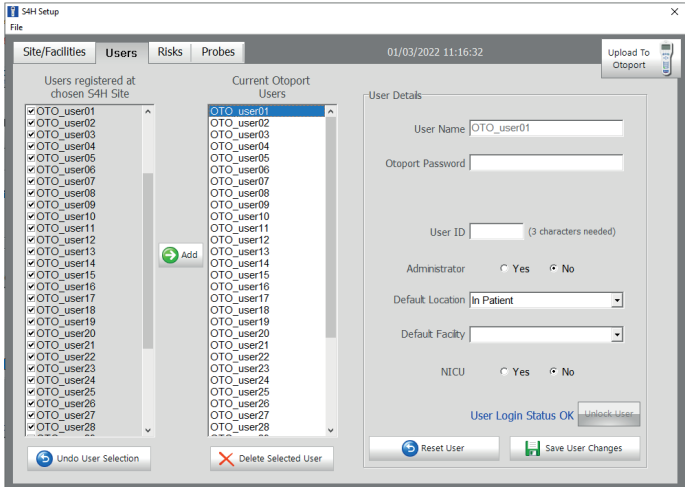 S4H Setup
File
Site/Facilities
Users
Risks
Probes
01/03/2022 11:16:32
Upload To
Otoport
Users registered at
chosen S4H Site
OTO_user01
OTO_user02
OTO_user03
OTO_user04
OTO_user05
OTO_user06
OTO_user07
OTO_user08
OTO_user09
OTO_user10
OTO_user11
OTO_user12
OTO_user13
OTO_user14
OTO_user15
OTO_user16
OTO_user17
OTO_user18
OTO_user19
OTO_user20
OTO_user21
OTO_user22
OTO_user23
OTO_user24
OTO_user25
OTO_user26
OTO_user27
OTO_user28
Undo User Selection
Add
Current Otoport
Users
OTO_user01
OTO_user02
OTO_user03
OTO_user04
OTO_user05
OTO_user06
OTO_user07
OTO_user08
OTO_user09
OTO_user10
OTO_user11
OTO_user12
OTO_user13
OTO_user14
OTO_user15
OTO_user16
OTO_user17
OTO_user18
OTO_user19
OTO_user20
OTO_user21
OTO_user22
OTO_user23
OTO_user24
OTO_user25
OTO_user26
OTO_user27
OTO_user28
Delete Selected User
User Details
User Name OTO_user01
Otoport Password
User ID (3 characters needed)
Administrator Yes No
Default Location In Patient
Default Facility
NICU Yes No
User Login Status OK Unlock User
Reset User
Save User Changes